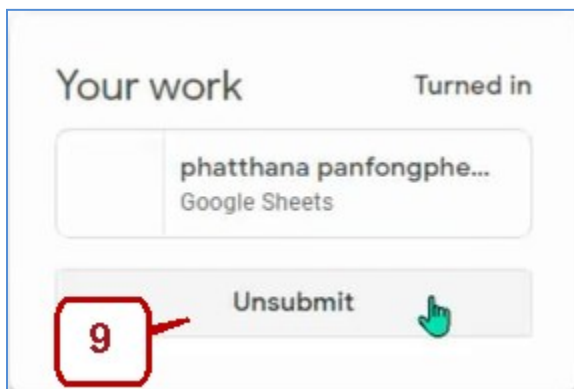 Your work Turned in
phatthana panfongphe...
Google Sheets
Unsubmit
9